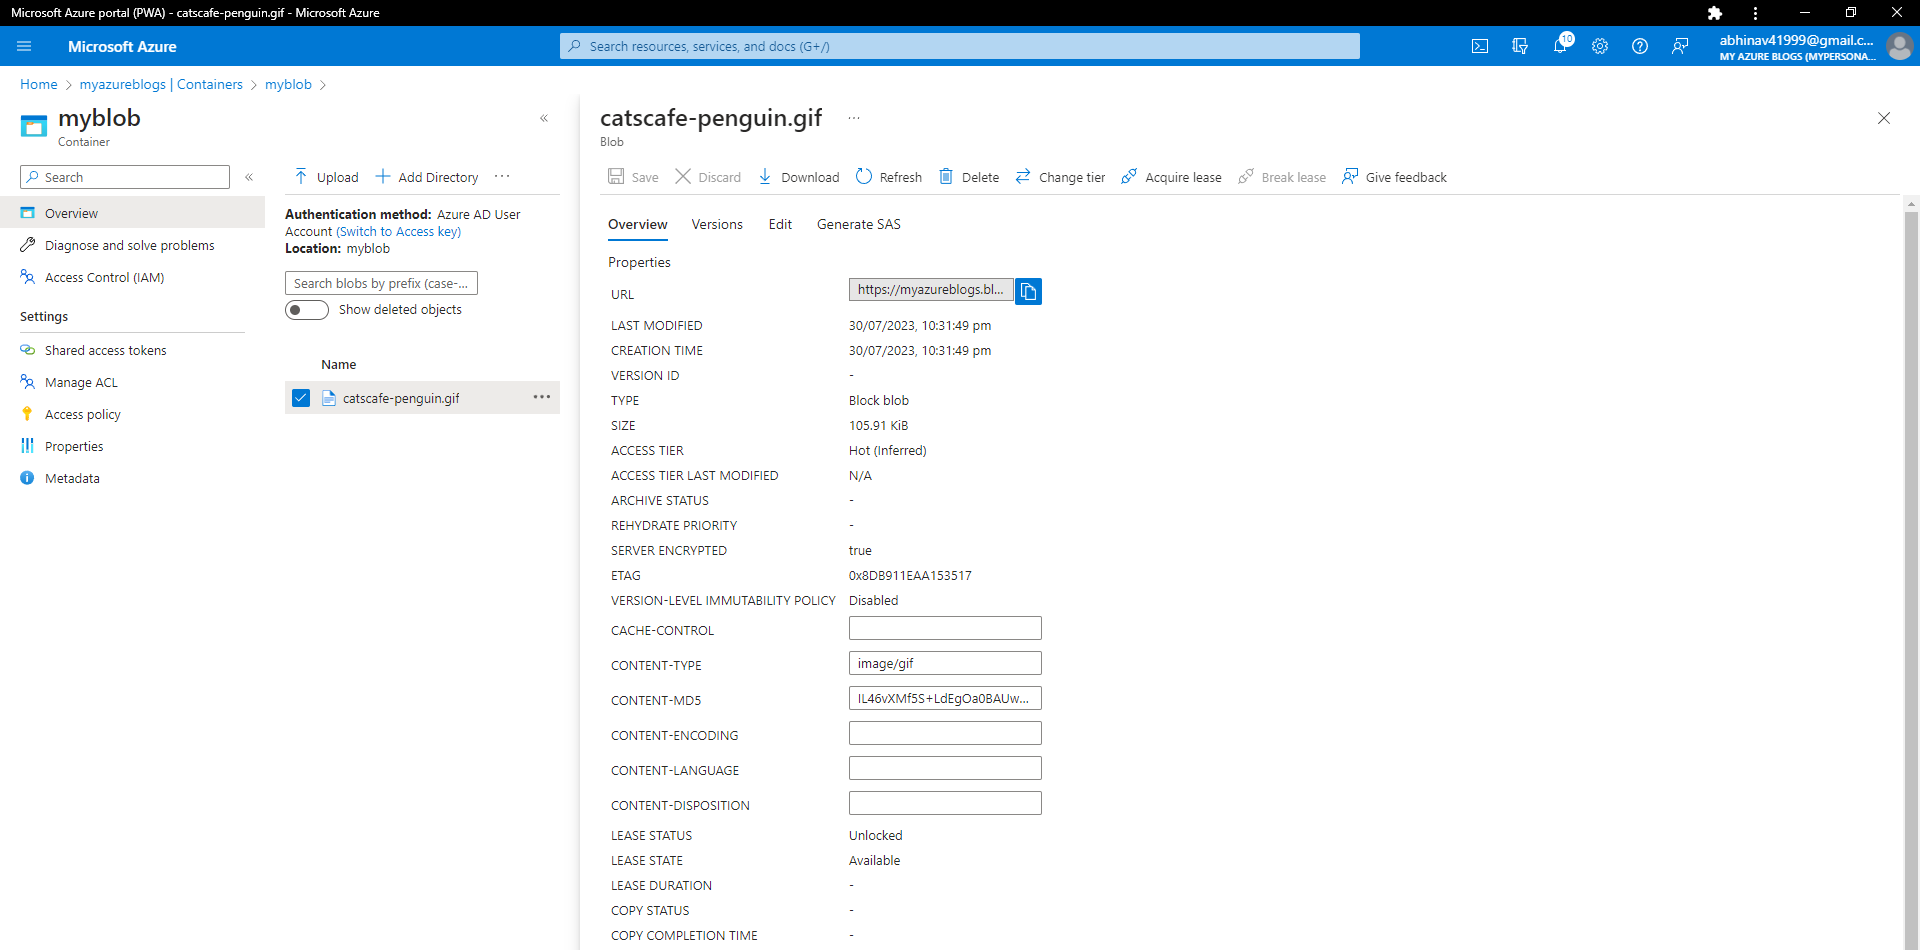 Microsoft Azure portal (PWA) - catscafe-penguin.gif - Microsoft Azure
Microsoft Azure
Search resources, services, and docs (G+/)
10
abhinav41999@gmail.c...
MY AZURE BLOGS (MYPERSONA...
Home > myazureblogs | Containers > myblob >
myblob
Container
Search
Overview
Diagnose and solve problems
Access Control (IAM)
Settings
Shared access tokens
Manage ACL
Access policy
Properties
Metadata
Upload
Add Directory
Authentication method: Azure AD User
Account (Switch to Access key)
Location: myblob
Search blobs by prefix (case-...
Show deleted objects
Name
catscafe-penguin.gif
catscafe-penguin.gif
Blob
Save
Discard
Download
Refresh
Delete
Change tier
Acquire lease
Break lease
Give feedback
Overview
Versions
Edit
Generate SAS
Properties
URL https://myazureblogs.bl...
LAST MODIFIED 30/07/2023, 10:31:49 pm
CREATION TIME 30/07/2023, 10:31:49 pm
VERSION ID -
TYPE Block blob
SIZE 105.91 KiB
ACCESS TIER Hot (Inferred)
ACCESS TIER LAST MODIFIED N/A
ARCHIVE STATUS -
REHYDRATE PRIORITY -
SERVER ENCRYPTED true
ETAG 0x8DB911EAA153517
VERSION-LEVEL IMMUTABILITY POLICY Disabled
CACHE-CONTROL
CONTENT-TYPE image/gif
CONTENT-MD5 IL46vXMf5S+LdEgOa0BAUw...
CONTENT-ENCODING
CONTENT-LANGUAGE
CONTENT-DISPOSITION
LEASE STATUS Unlocked
LEASE STATE Available
LEASE DURATION -
COPY STATUS -
COPY COMPLETION TIME -